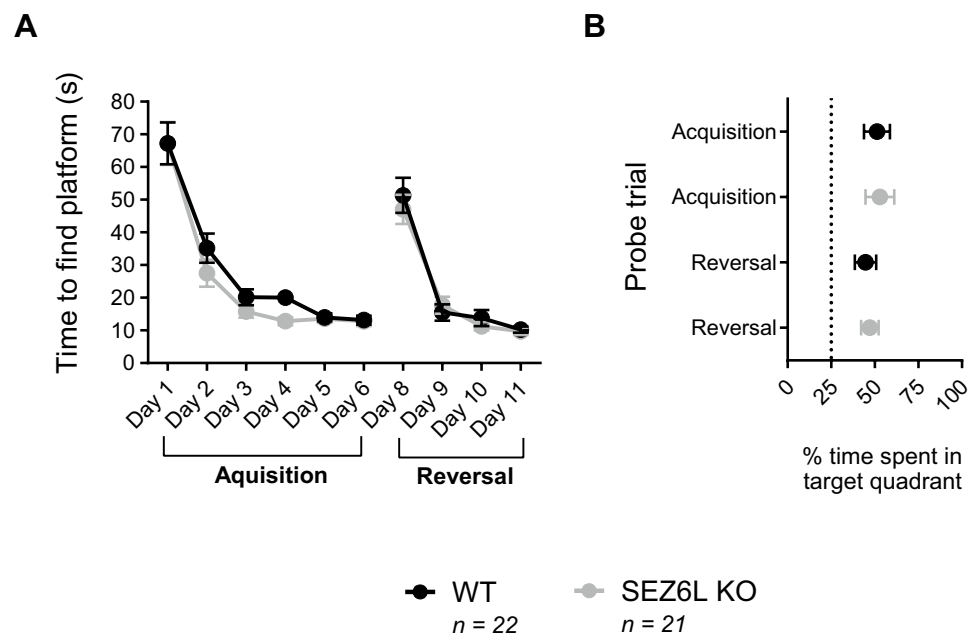 A
Time to find platform (s)
80
70
60
50
40
30
20
10
0
Day 1
Day 2
Day 3
Day 4
Day 5
Day 6
Day 8
Day 9
Day 10
Day 11
Aquisition
Reversal
B
Probe trial
Acquisition
Acquisition
Reversal
Reversal
0
25
50
75
100
% time spent in
target quadrant
WT
n = 22
SEZ6L KO
n = 21